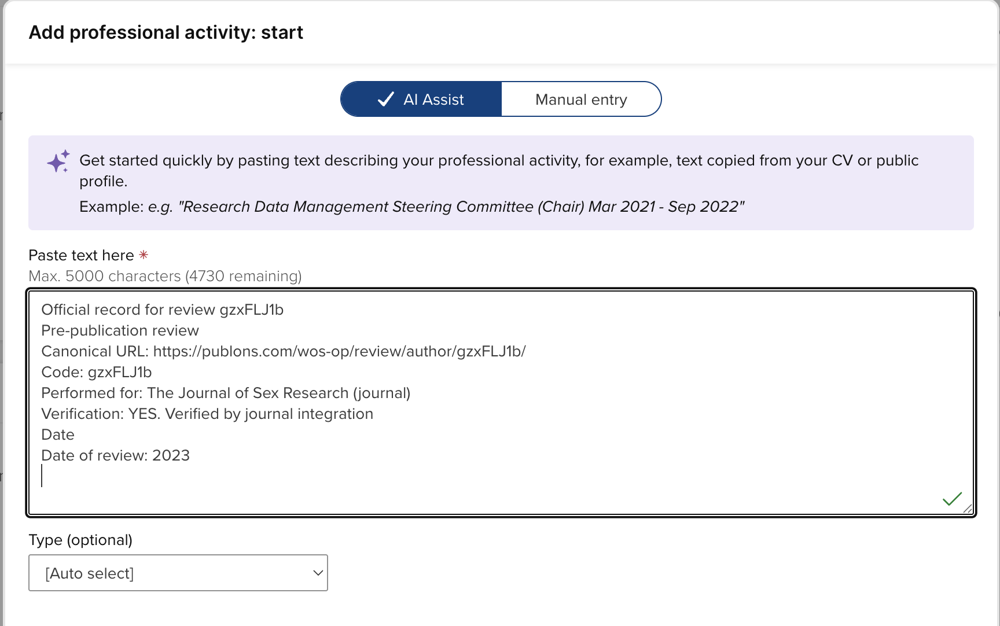 Add professional activity: start
AI Assist
Manual entry
Get started quickly by pasting text describing your professional activity, for example, text copied from your CV or public
profile.
Example: e.g. "Research Data Management Steering Committee (Chair) Mar 2021 - Sep 2022"
Paste text here *
Max. 5000 characters (4730 remaining)
Official record for review gzxFLJ1b
Pre-publication review
Canonical URL: https://publons.com/wos-op/review/author/gzxFLJ1b/
Code: gzxFLJ1b
Performed for: The Journal of Sex Research (journal)
Verification: YES. Verified by journal integration
Date
Date of review: 2023
Type (optional)
[Auto select]